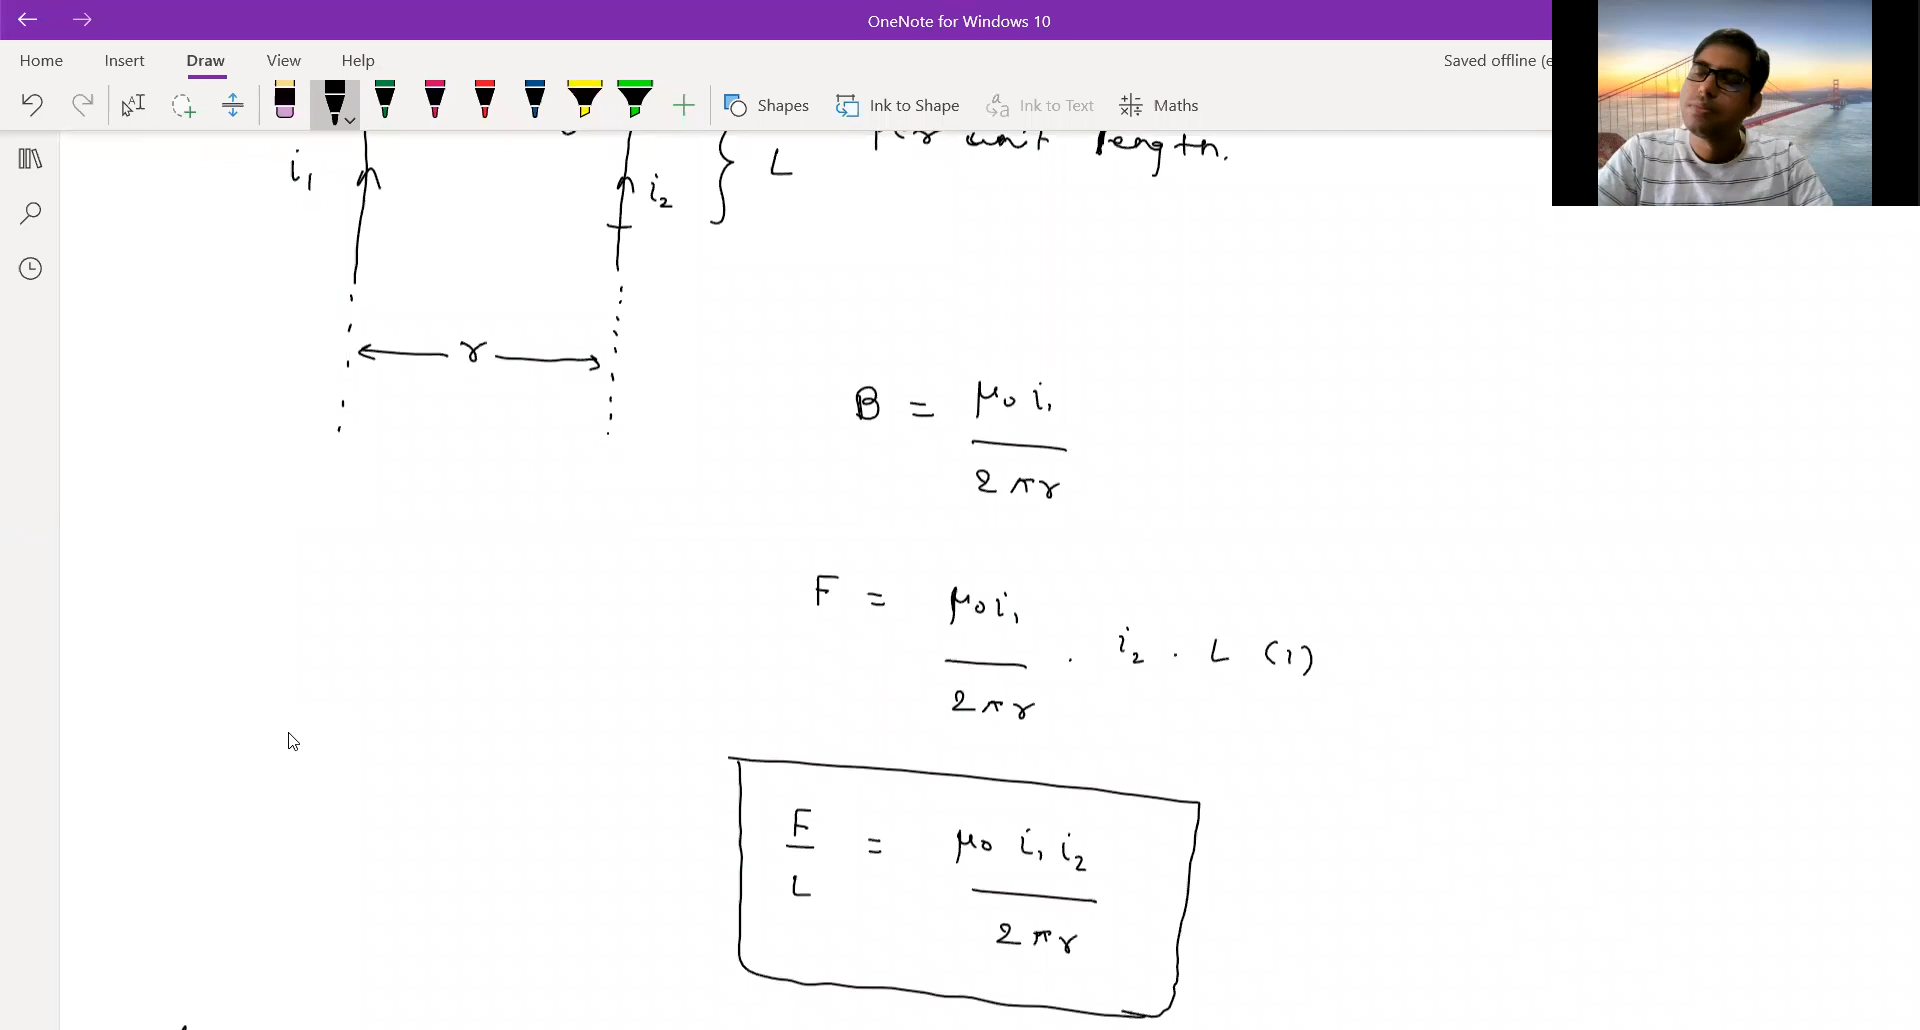 OneNote for Windows 10
Home Insert Draw View Help Saved offline (e
Shapes Ink to Shape Ink to Text Maths
unit length.
i₁ i₂ L
r
B = μ₀ i₁ / 2πr
F = μ₀ i₁ / 2πr · i₂ · L (1)
F / L = μ₀ i₁ i₂ / 2πr